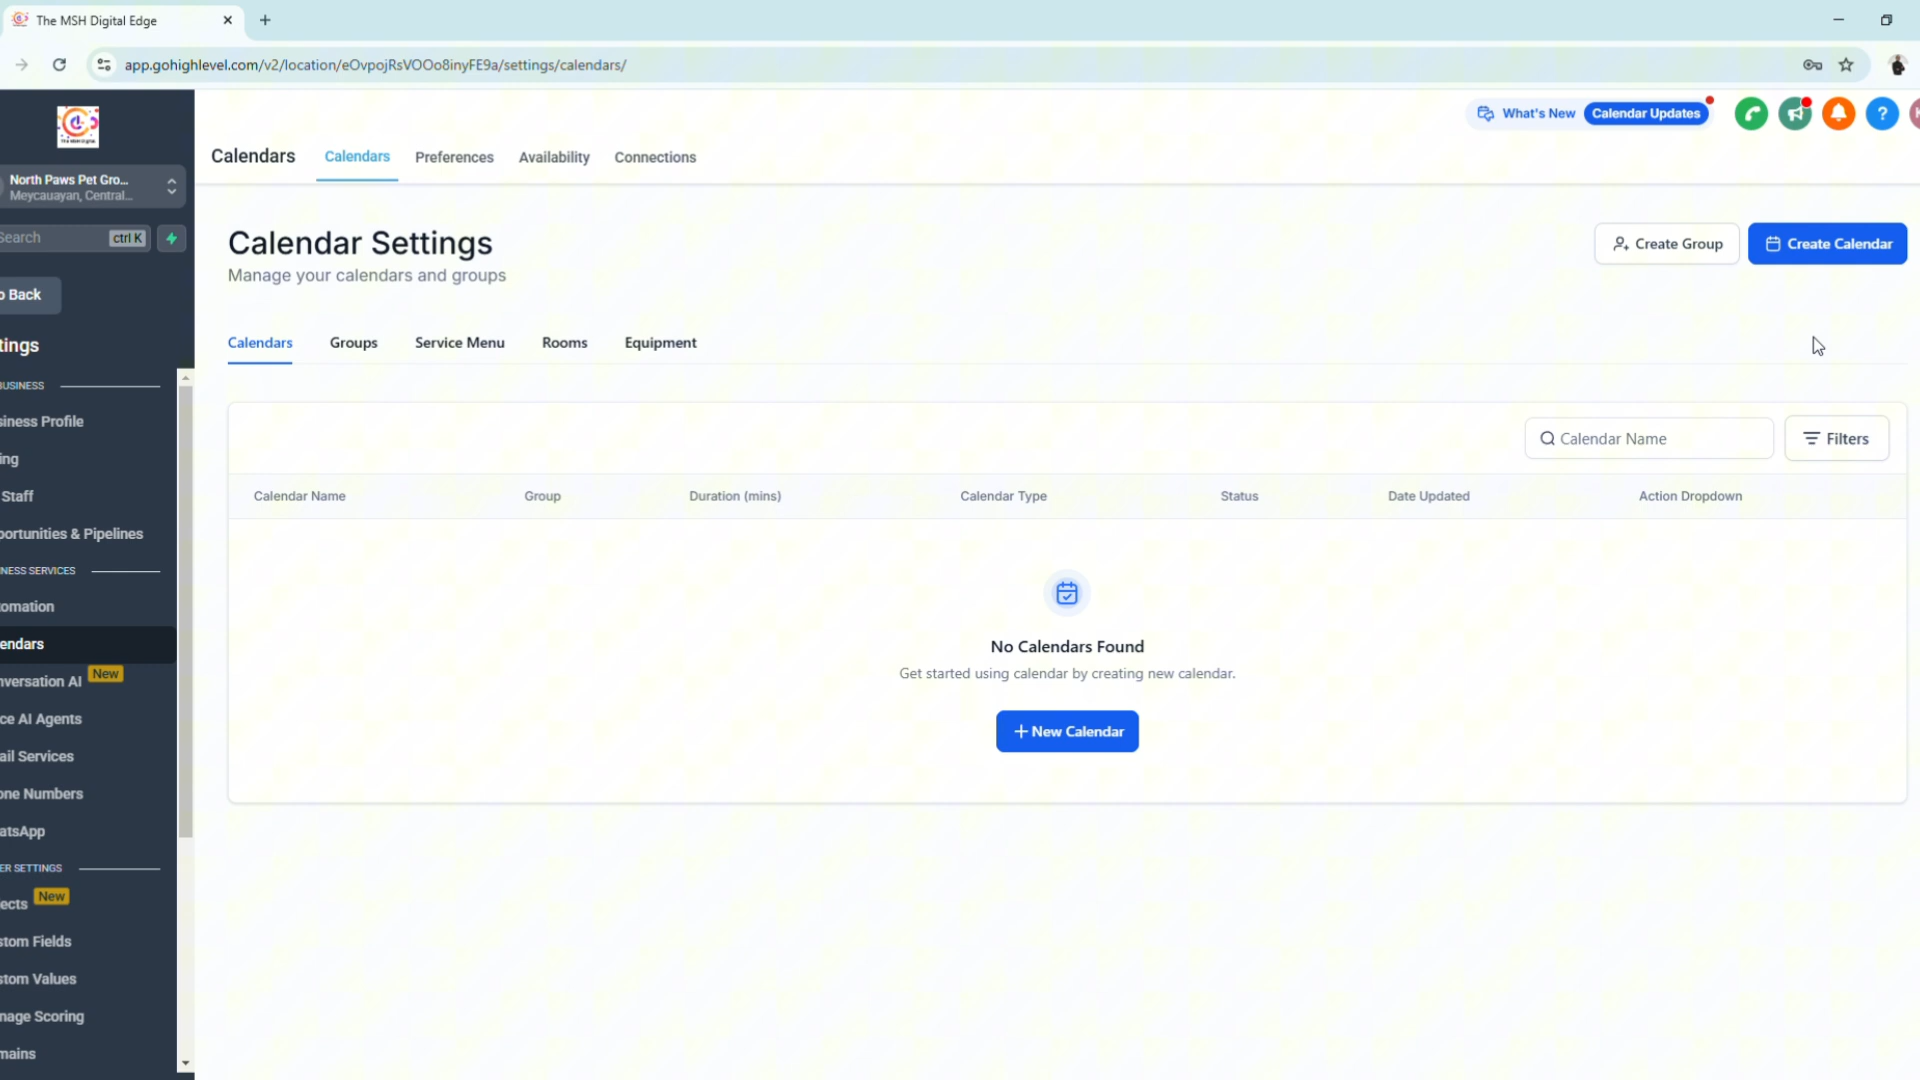 The MSH Digital Edge
app.gohighlevel.com/v2/location/eOvpojRsVOOo8inyFE9a/settings/calendars/
What's New
Calendar Updates
North Paws Pet Gro...
Meycauayan, Central...
Calendars
Calendars
Preferences
Availability
Connections
Search
ctrl K
o Back
Calendar Settings
Manage your calendars and groups
Create Group
Create Calendar
tings
Calendars
Groups
Service Menu
Rooms
Equipment
BUSINESS
siness Profile
ing
Staff
portunities & Pipelines
NESS SERVICES
tomation
endars
nversation AI
New
ce AI Agents
ail Services
one Numbers
atsApp
ER SETTINGS
ects
New
stom Fields
stom Values
nage Scoring
mains
Calendar Name
Filters
Calendar Name
Group
Duration (mins)
Calendar Type
Status
Date Updated
Action Dropdown
No Calendars Found
Get started using calendar by creating new calendar.
+ New Calendar